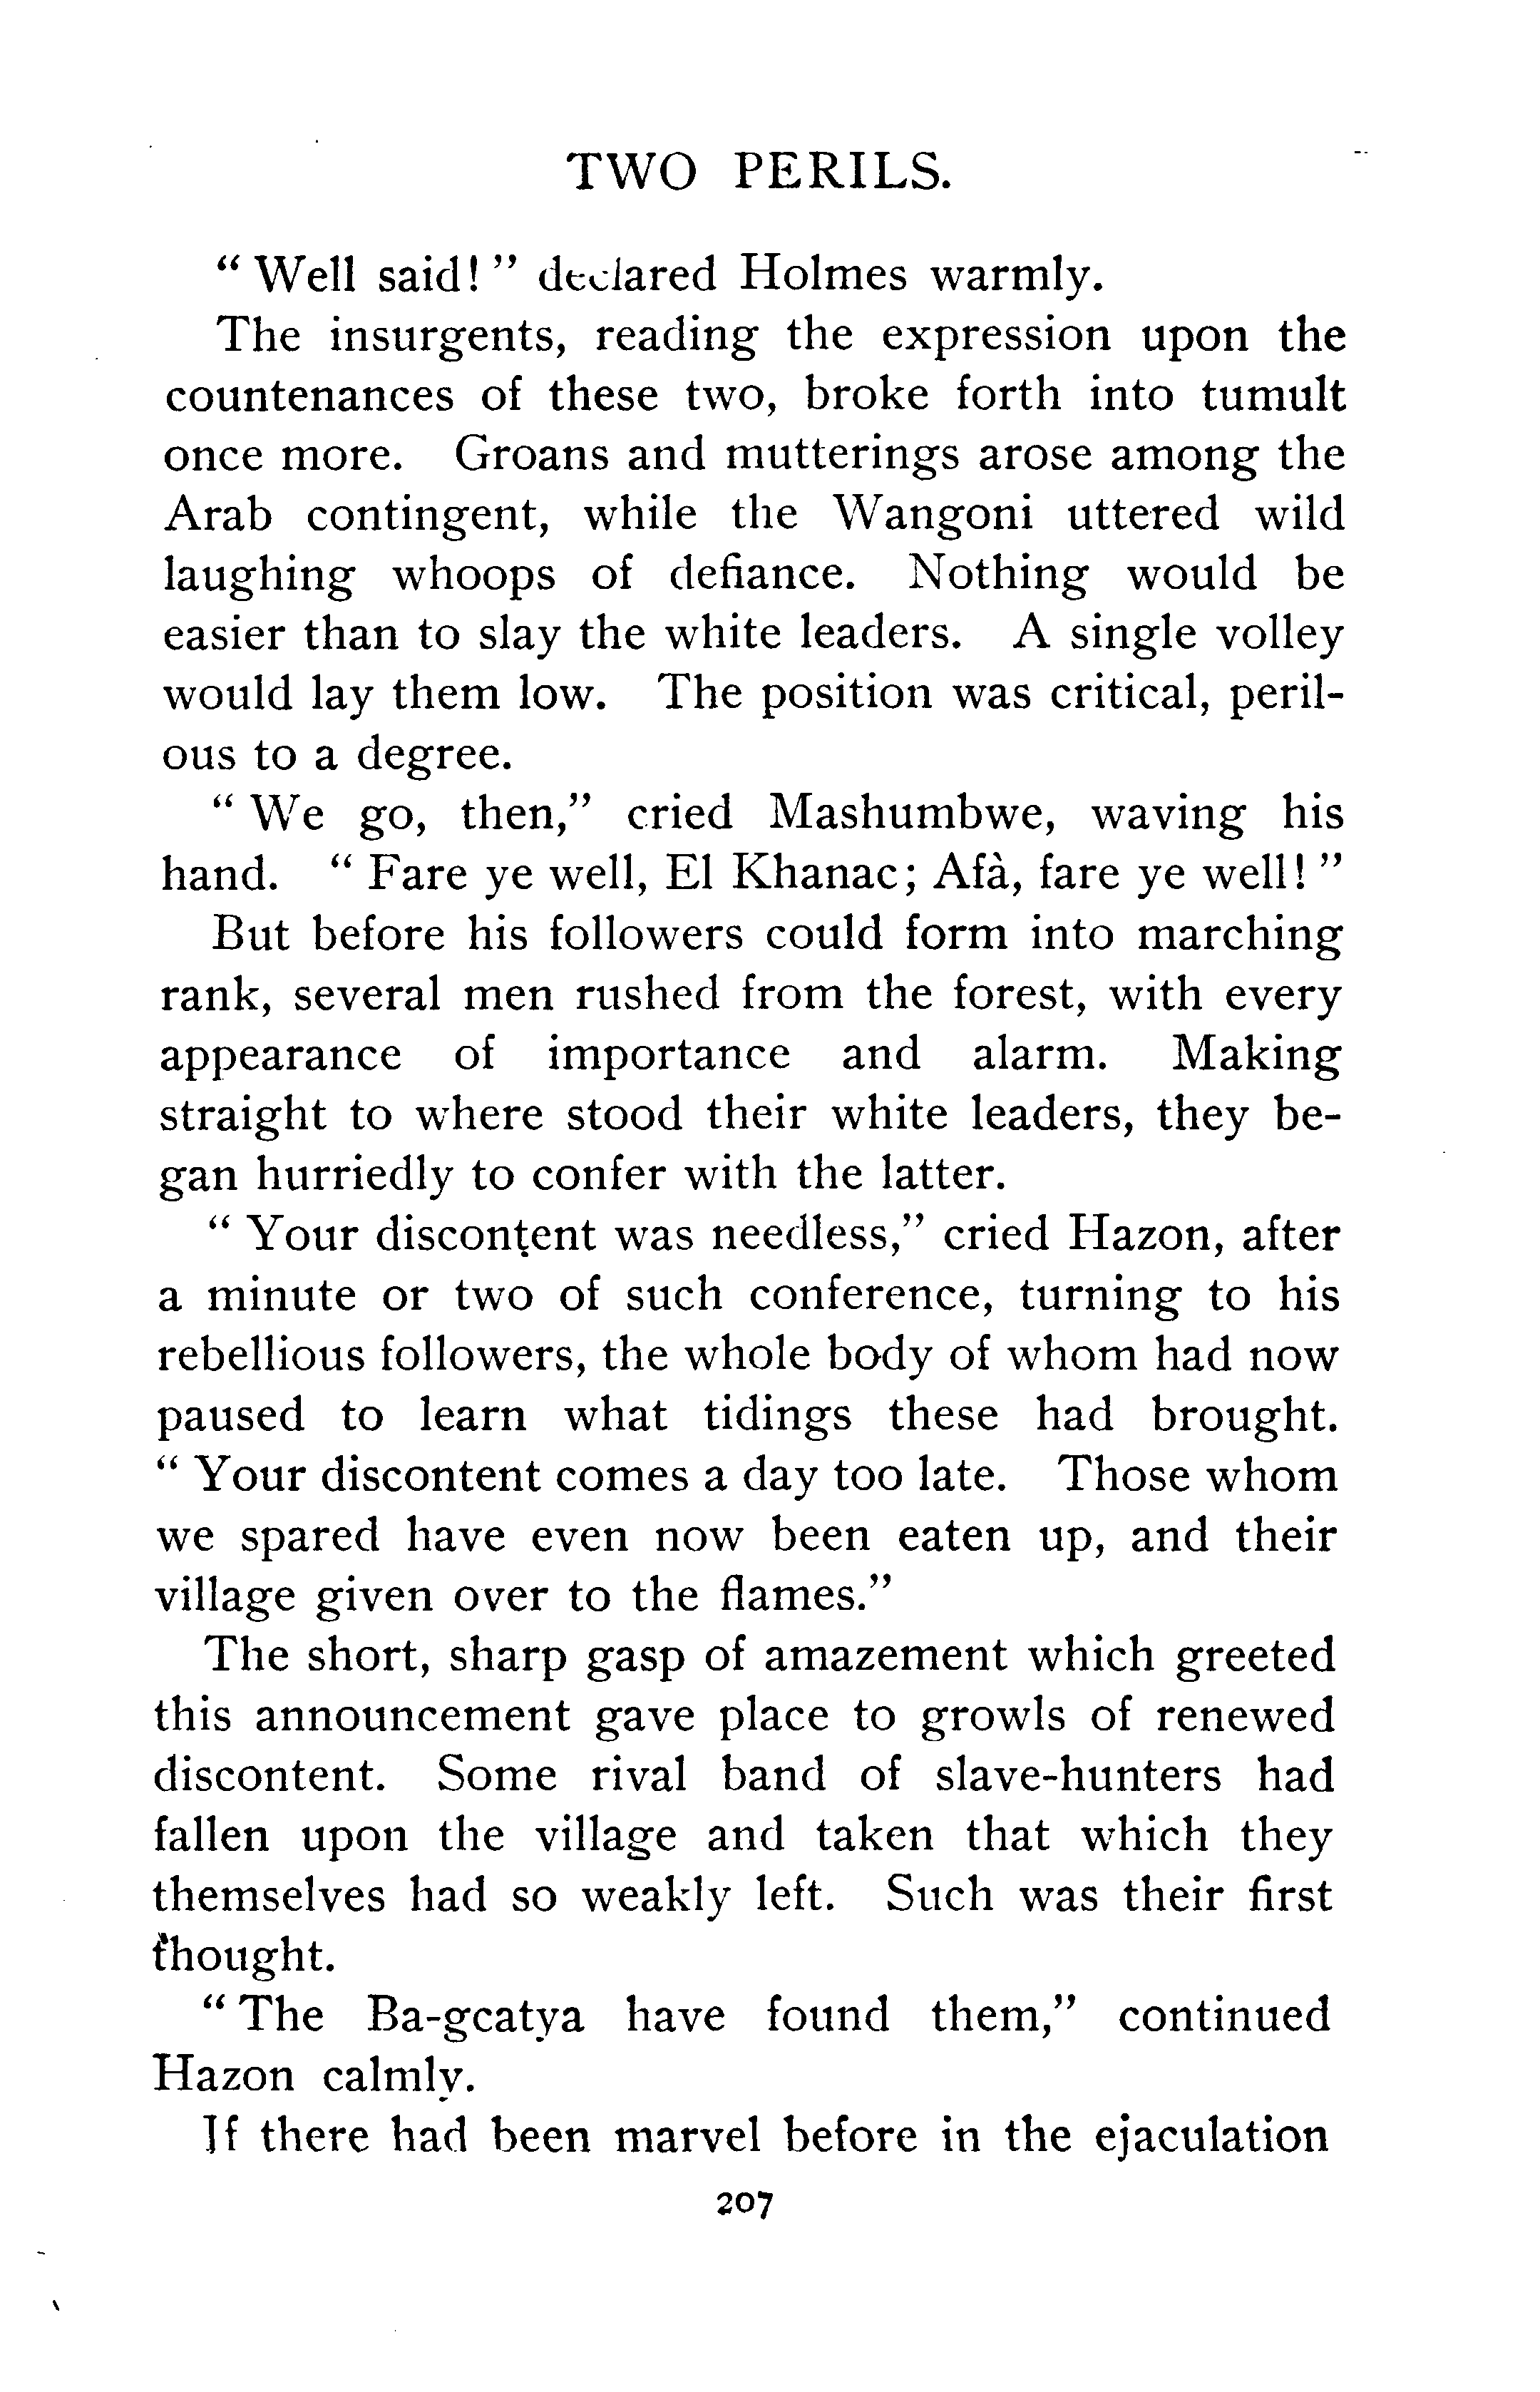 TWO PERILS.
“Well said!” declared Holmes warmly.
The insurgents, reading the expression upon the
countenances of these two, broke forth into tumult
once more. Groans and mutterings arose among the
Arab contingent, while the Wangoni uttered wild
laughing whoops of defiance. Nothing would be
easier than to slay the white leaders. A single volley
would lay them low. The position was critical, peril-
ous to a degree.
“We go, then,” cried Mashumbwe, waving his
hand. “Fare ye well, El Khanac; Afà, fare ye well!”
But before his followers could form into marching
rank, several men rushed from the forest, with every
appearance of importance and alarm. Making
straight to where stood their white leaders, they be-
gan hurriedly to confer with the latter.
“Your discontent was needless,” cried Hazon, after
a minute or two of such conference, turning to his
rebellious followers, the whole body of whom had now
paused to learn what tidings these had brought.
“Your discontent comes a day too late. Those whom
we spared have even now been eaten up, and their
village given over to the flames.”
The short, sharp gasp of amazement which greeted
this announcement gave place to growls of renewed
discontent. Some rival band of slave-hunters had
fallen upon the village and taken that which they
themselves had so weakly left. Such was their first
thought.
“The Ba-gcatya have found them,” continued
Hazon calmly.
If there had been marvel before in the ejaculation
207